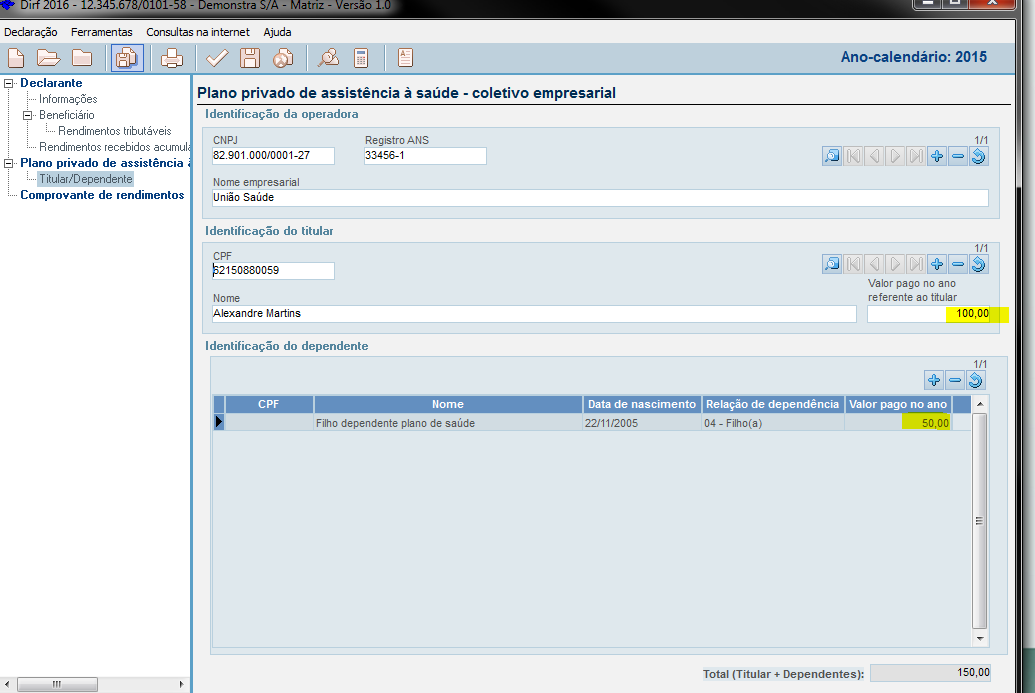 Dirf 2016 - 12.345.678/0101-58 - Demonstra S/A - Matriz - Versão 1.0
Declaração Ferramentas Consultas na internet Ajuda
Ano-calendário: 2015
Declarante
Informações
Beneficiário
Rendimentos tributáveis
Rendimentos recebidos acumula
Plano privado de assistência à
Titular/Dependente
Comprovante de rendimentos
Plano privado de assistência à saúde - coletivo empresarial
Identificação da operadora
CNPJ Registro ANS 1/1
82.901.000/0001-27 33456-1
Nome empresarial
União Saúde
Identificação do titular
CPF 1/1
62150880059
Valor pago no ano
Nome referente ao titular
Alexandre Martins 100,00
Identificação do dependente
1/1
CPF Nome Data de nascimento Relação de dependência Valor pago no ano
Filho dependente plano de saúde 22/11/2005 04 - Filho(a) 50,00
Total (Titular + Dependentes): 150,00